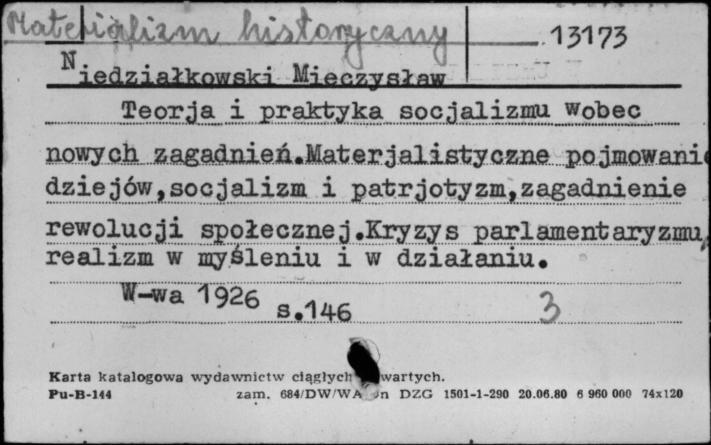 Materializm historyczny
13173
Niedziałkowski Mieczysław
Teorja i praktyka socjalizmu wobec
nowych zagadnień.Materjalistyczne pojmowanie
dziejów,socjalizm i patrjotyzm,zagadnienie
rewolucji społecznej.Kryzys parlamentaryzmu,
realizm w myśleniu i w działaniu.
W-wa 1926 s.146
3
Karta katalogowa wydawnictw ciągłych wartych.
Pu-B-144 zam. 684/DW/WA n DZG 1501-1-290 20.06.80 6 960 000 74x120